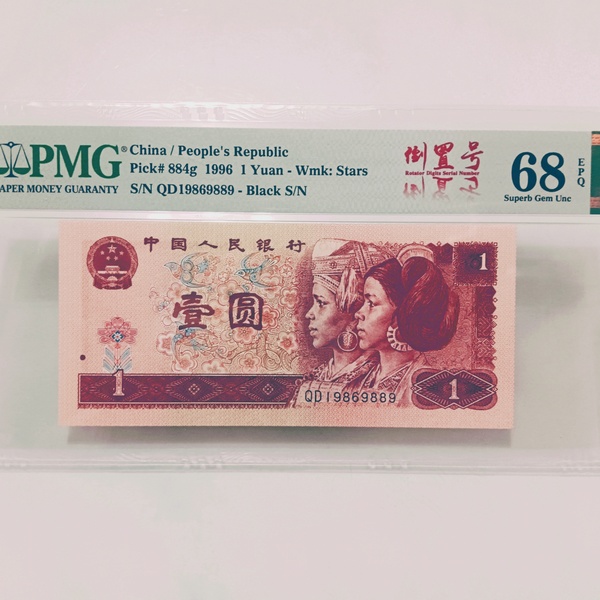 PMG®
PAPER MONEY GUARANTY
China / People's Republic
Pick# 884g 1996 1 Yuan - Wmk: Stars
S/N QD19869889 - Black S/N
倒置号
Rotator Digits Serial Number
68
EPQ
Superb Gem Unc
中国人民银行
1
壹圆
1
QD19869889
1